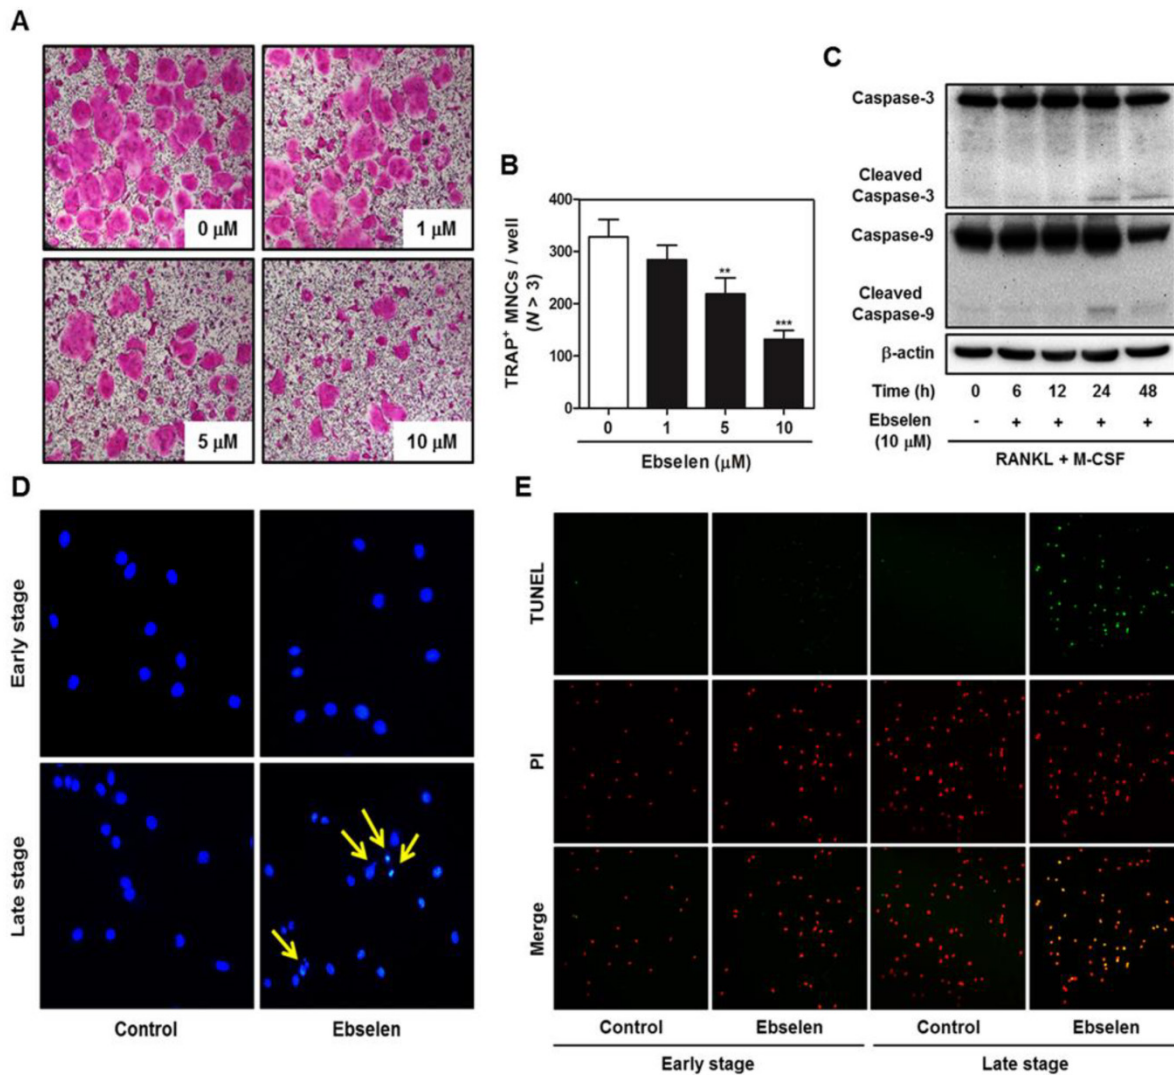 A
0 μM
1 μM
5 μM
10 μM
B
TRAP⁺ MNCs / well
(N > 3)
400
300
200
100
0
**
***
0 1 5 10
Ebselen (μM)
C
Caspase-3
Cleaved
Caspase-3
Caspase-9
Cleaved
Caspase-9
β-actin
Time (h) 0 6 12 24 48
Ebselen - + + + +
(10 μM)
RANKL + M-CSF
D
Early stage
Late stage
Control Ebselen
E
TUNEL
PI
Merge
Control Ebselen Control Ebselen
Early stage Late stage